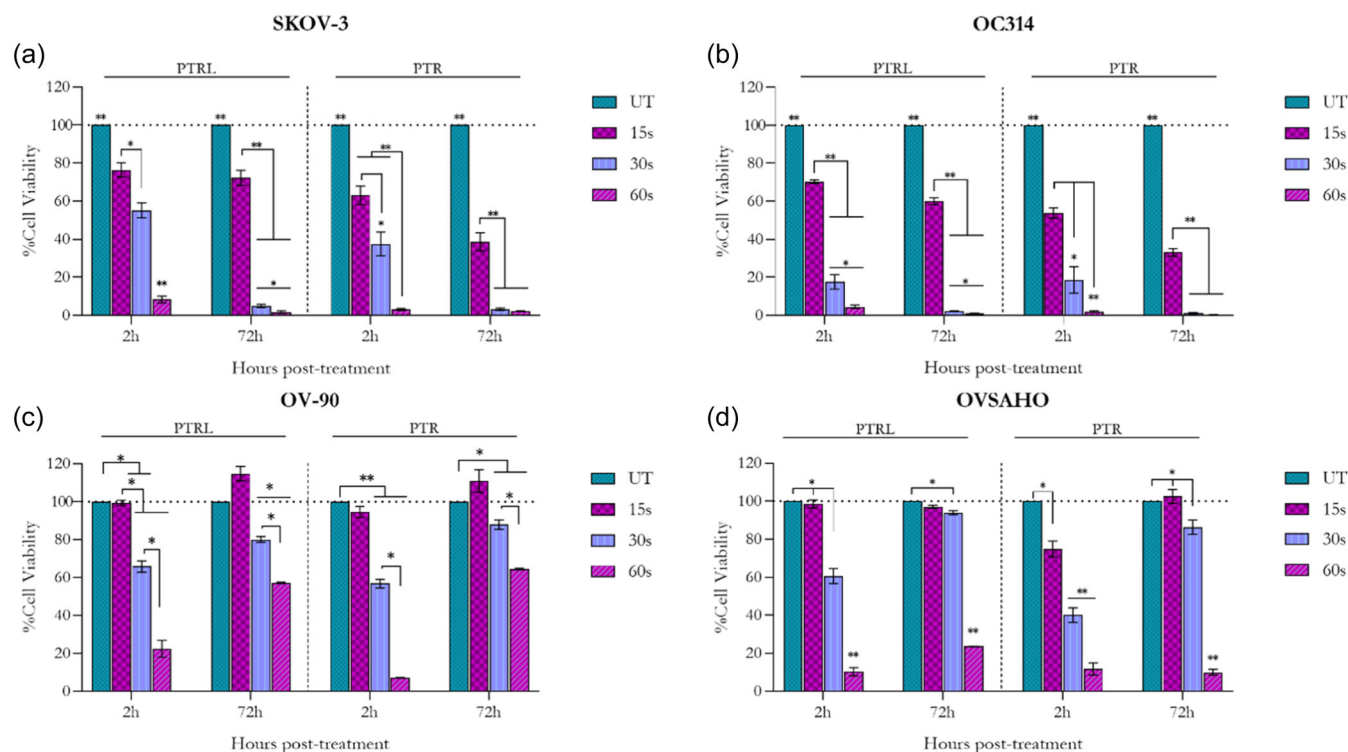 SKOV-3
(a)
PTRL PTR
120
100
80
60
40
20
0
%Cell Viability
** ** ** **
* ** ** **
* **
** *
2h 72h 2h 72h
Hours post-treatment
UT
15s
30s
60s
OC314
(b)
PTRL PTR
120
100
80
60
40
20
0
%Cell Viability
** ** ** **
** ** ** **
* * * **
2h 72h 2h 72h
Hours post-treatment
UT
15s
30s
60s
OV-90
(c)
PTRL PTR
120
100
80
60
40
20
0
%Cell Viability
* * ** *
* * * *
*
2h 72h 2h 72h
Hours post-treatment
UT
15s
30s
60s
OVSAHO
(d)
PTRL PTR
120
100
80
60
40
20
0
%Cell Viability
* * * *
** ** ** **
2h 72h 2h 72h
Hours post-treatment
UT
15s
30s
60s